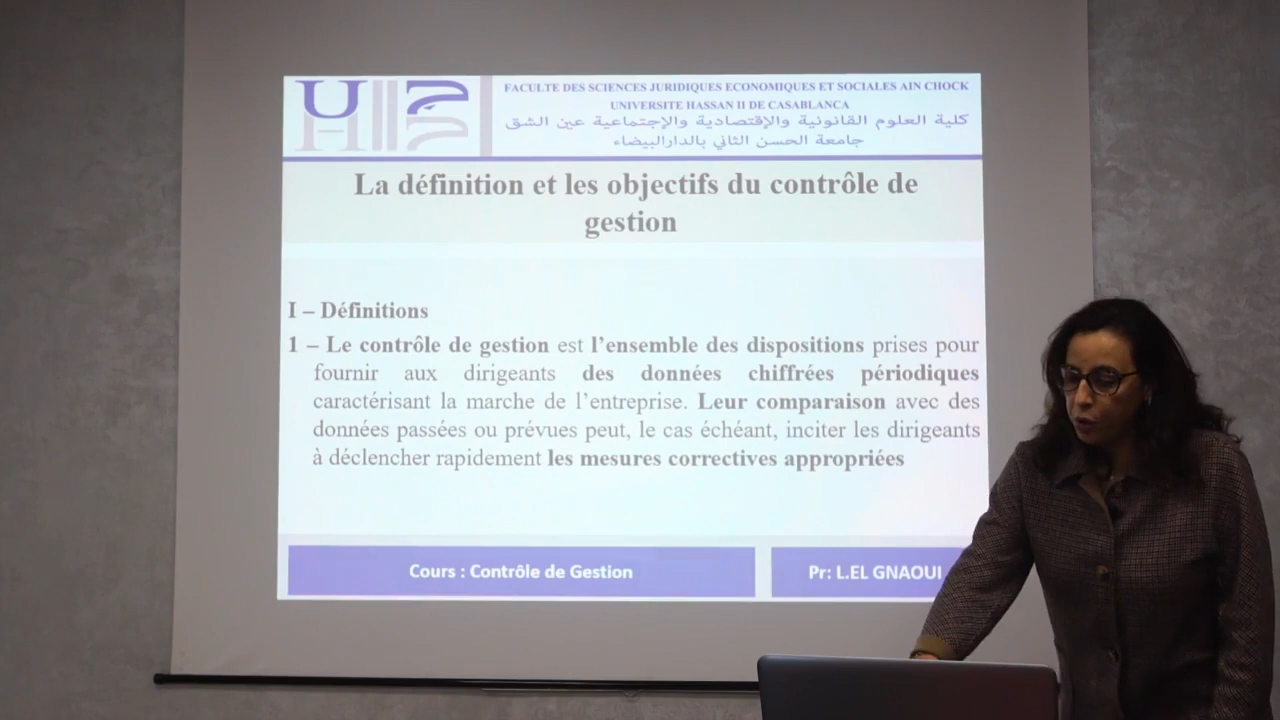 FACULTE DES SCIENCES JURIDIQUES ECONOMIQUES ET SOCIALES AIN CHOCK
UNIVERSITE HASSAN II DE CASABLANCA
كلية العلوم القانونية والإقتصادية والإجتماعية عين الشق
جامعة الحسن الثاني بالدارالبيضاء
La définition et les objectifs du contrôle de
gestion
I – Définitions
1 – Le contrôle de gestion est l’ensemble des dispositions prises pour
fournir aux dirigeants des données chiffrées périodiques
caractérisant la marche de l’entreprise. Leur comparaison avec des
données passées ou prévues peut, le cas échéant, inciter les dirigeants
à déclencher rapidement les mesures correctives appropriées
Cours : Contrôle de Gestion
Pr: L.EL GNAOUI